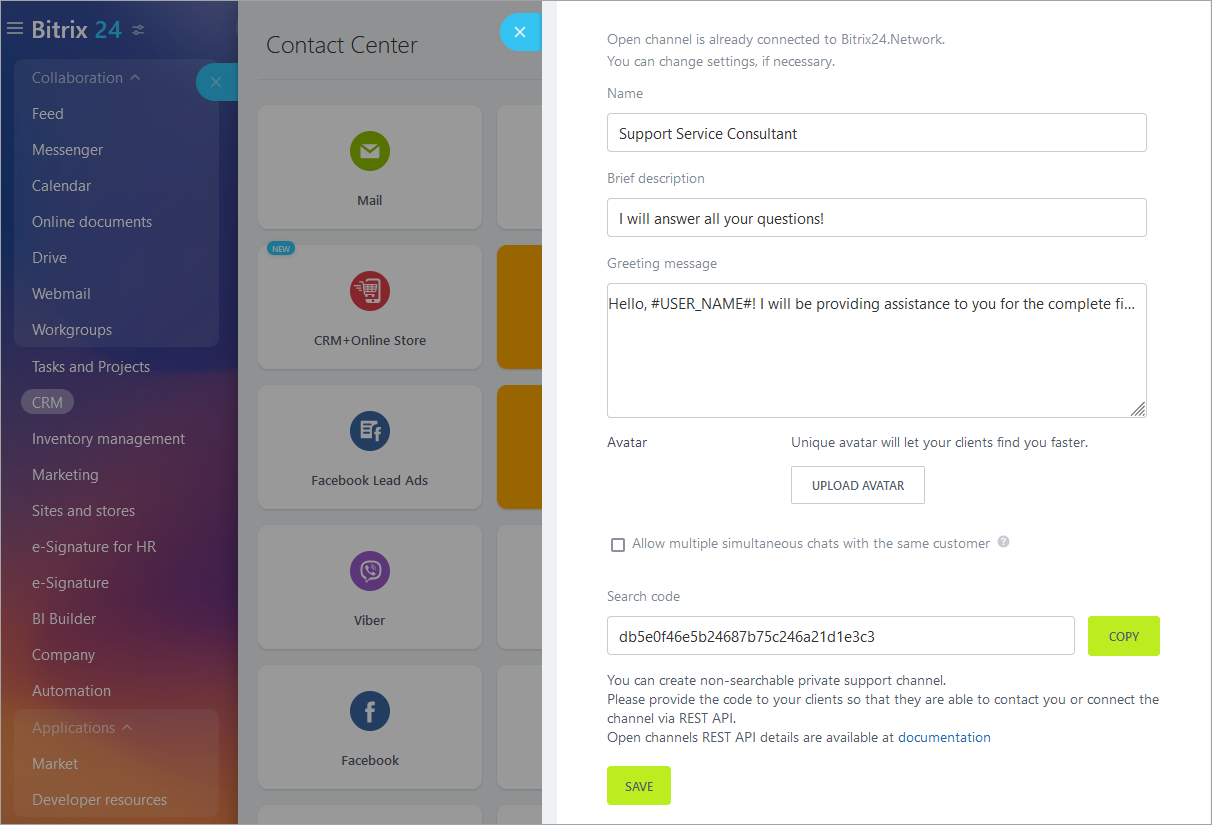 Bitrix 24
Collaboration
Feed
Messenger
Calendar
Online documents
Drive
Webmail
Workgroups
Tasks and Projects
CRM
Inventory management
Marketing
Sites and stores
e-Signature for HR
e-Signature
BI Builder
Company
Automation
Applications
Market
Developer resources
Contact Center
Mail
NEW
CRM+Online Store
Facebook Lead Ads
Viber
Facebook
Open channel is already connected to Bitrix24.Network.
You can change settings, if necessary.
Name
Support Service Consultant
Brief description
I will answer all your questions!
Greeting message
Hello, #USER_NAME#! I will be providing assistance to you for the complete fi...
Avatar
Unique avatar will let your clients find you faster.
UPLOAD AVATAR
Allow multiple simultaneous chats with the same customer ?
Search code
db5e0f46e5b24687b75c246a21d1e3c3
COPY
You can create non-searchable private support channel.
Please provide the code to your clients so that they are able to contact you or connect the
channel via REST API.
Open channels REST API details are available at documentation
SAVE